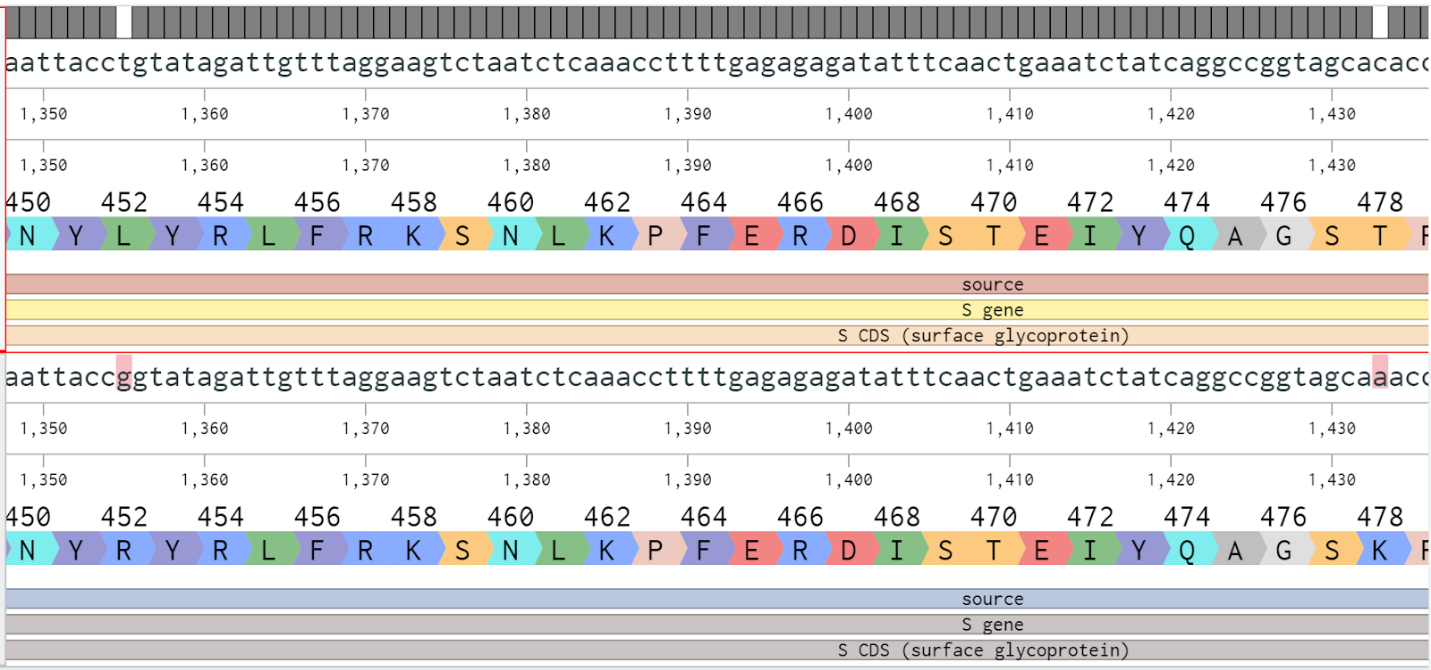 aattacctgtatagattgtttaggaagtctaatctcaaaccttttgagagagatatttcaactgaaatctatcaggccggtagcacacc
1,350 1,360 1,370 1,380 1,390 1,400 1,410 1,420 1,430
1,350 1,360 1,370 1,380 1,390 1,400 1,410 1,420 1,430
450 452 454 456 458 460 462 464 466 468 470 472 474 476 478
N Y L Y R L F R K S N L K P F E R D I S T E I Y Q A G S T
source
S gene
S CDS (surface glycoprotein)
aattaccggtatagattgtttaggaagtctaatctcaaaccttttgagagagatatttcaactgaaatctatcaggccggtagcaaacc
1,350 1,360 1,370 1,380 1,390 1,400 1,410 1,420 1,430
1,350 1,360 1,370 1,380 1,390 1,400 1,410 1,420 1,430
450 452 454 456 458 460 462 464 466 468 470 472 474 476 478
N Y R Y R L F R K S N L K P F E R D I S T E I Y Q A G S K
source
S gene
S CDS (surface glycoprotein)